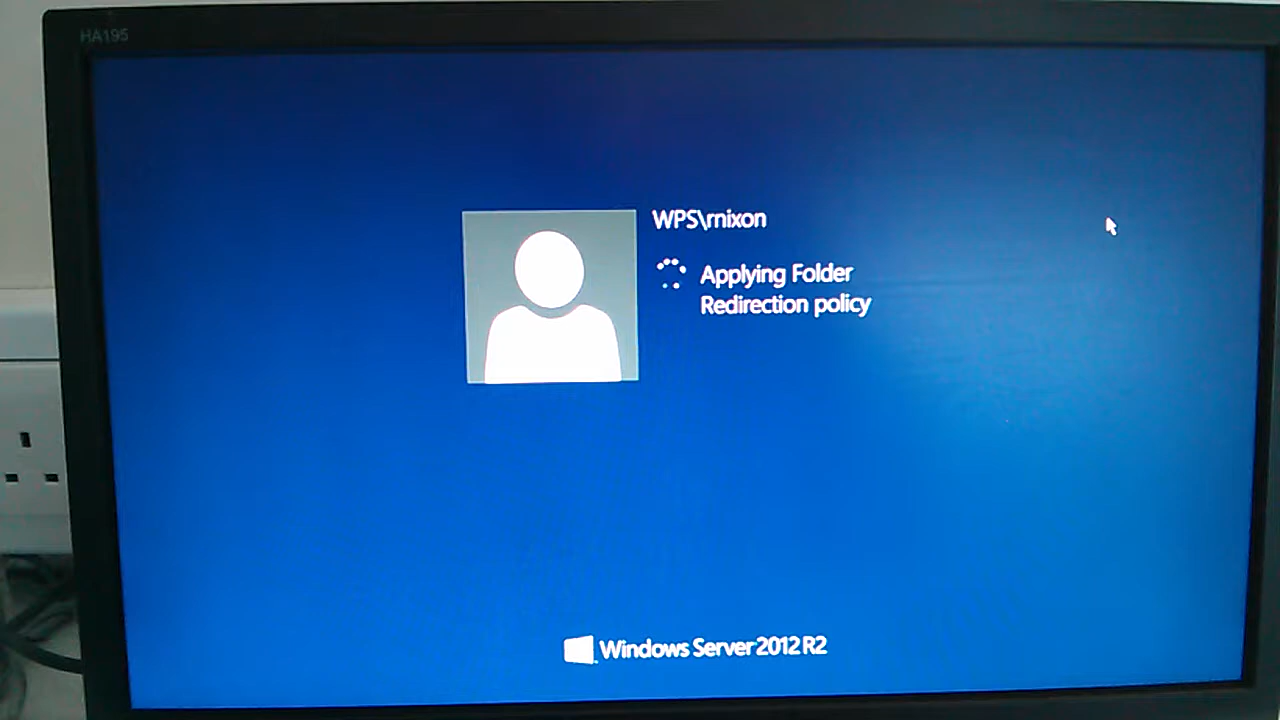 HA195
WPS\rnixon
Applying Folder
Redirection policy
Windows Server 2012 R2